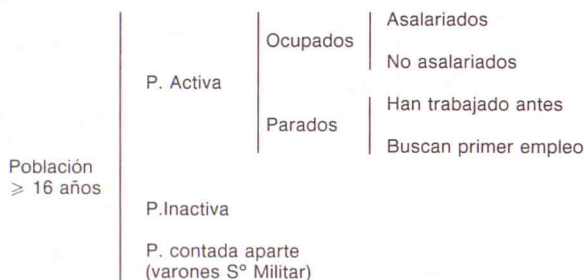 Población
≥ 16 años
P. Activa
Ocupados
Asalariados
No asalariados
Parados
Han trabajado antes
Buscan primer empleo
P.Inactiva
P. contada aparte
(varones S° Militar)